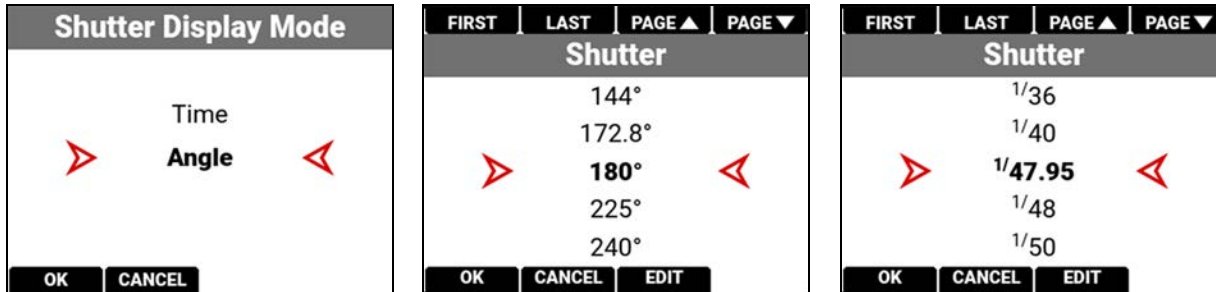 Shutter Display Mode
Time
Angle
OK CANCEL
FIRST LAST PAGE▲ PAGE▼
Shutter
144°
172.8°
180°
225°
240°
OK CANCEL EDIT
FIRST LAST PAGE▲ PAGE▼
Shutter
1/36
1/40
1/47.95
1/48
1/50
OK CANCEL EDIT